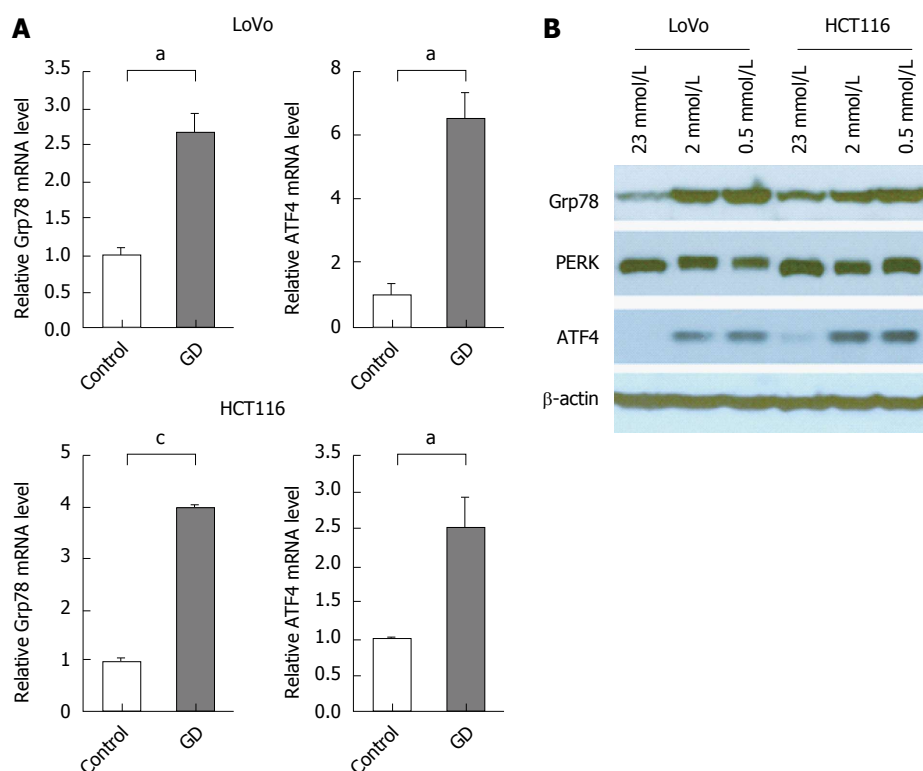 A
LoVo
a
3.5
3.0
2.5
2.0
1.5
1.0
0.5
0.0
Relative Grp78 mRNA level
Control
GD
a
8
6
4
2
0
Relative ATF4 mRNA level
Control
GD
HCT116
c
5
4
3
2
1
0
Relative Grp78 mRNA level
Control
GD
a
3.5
3.0
2.5
2.0
1.5
1.0
0.5
0.0
Relative ATF4 mRNA level
Control
GD
B
LoVo
HCT116
23 mmol/L
2 mmol/L
0.5 mmol/L
23 mmol/L
2 mmol/L
0.5 mmol/L
Grp78
PERK
ATF4
β-actin